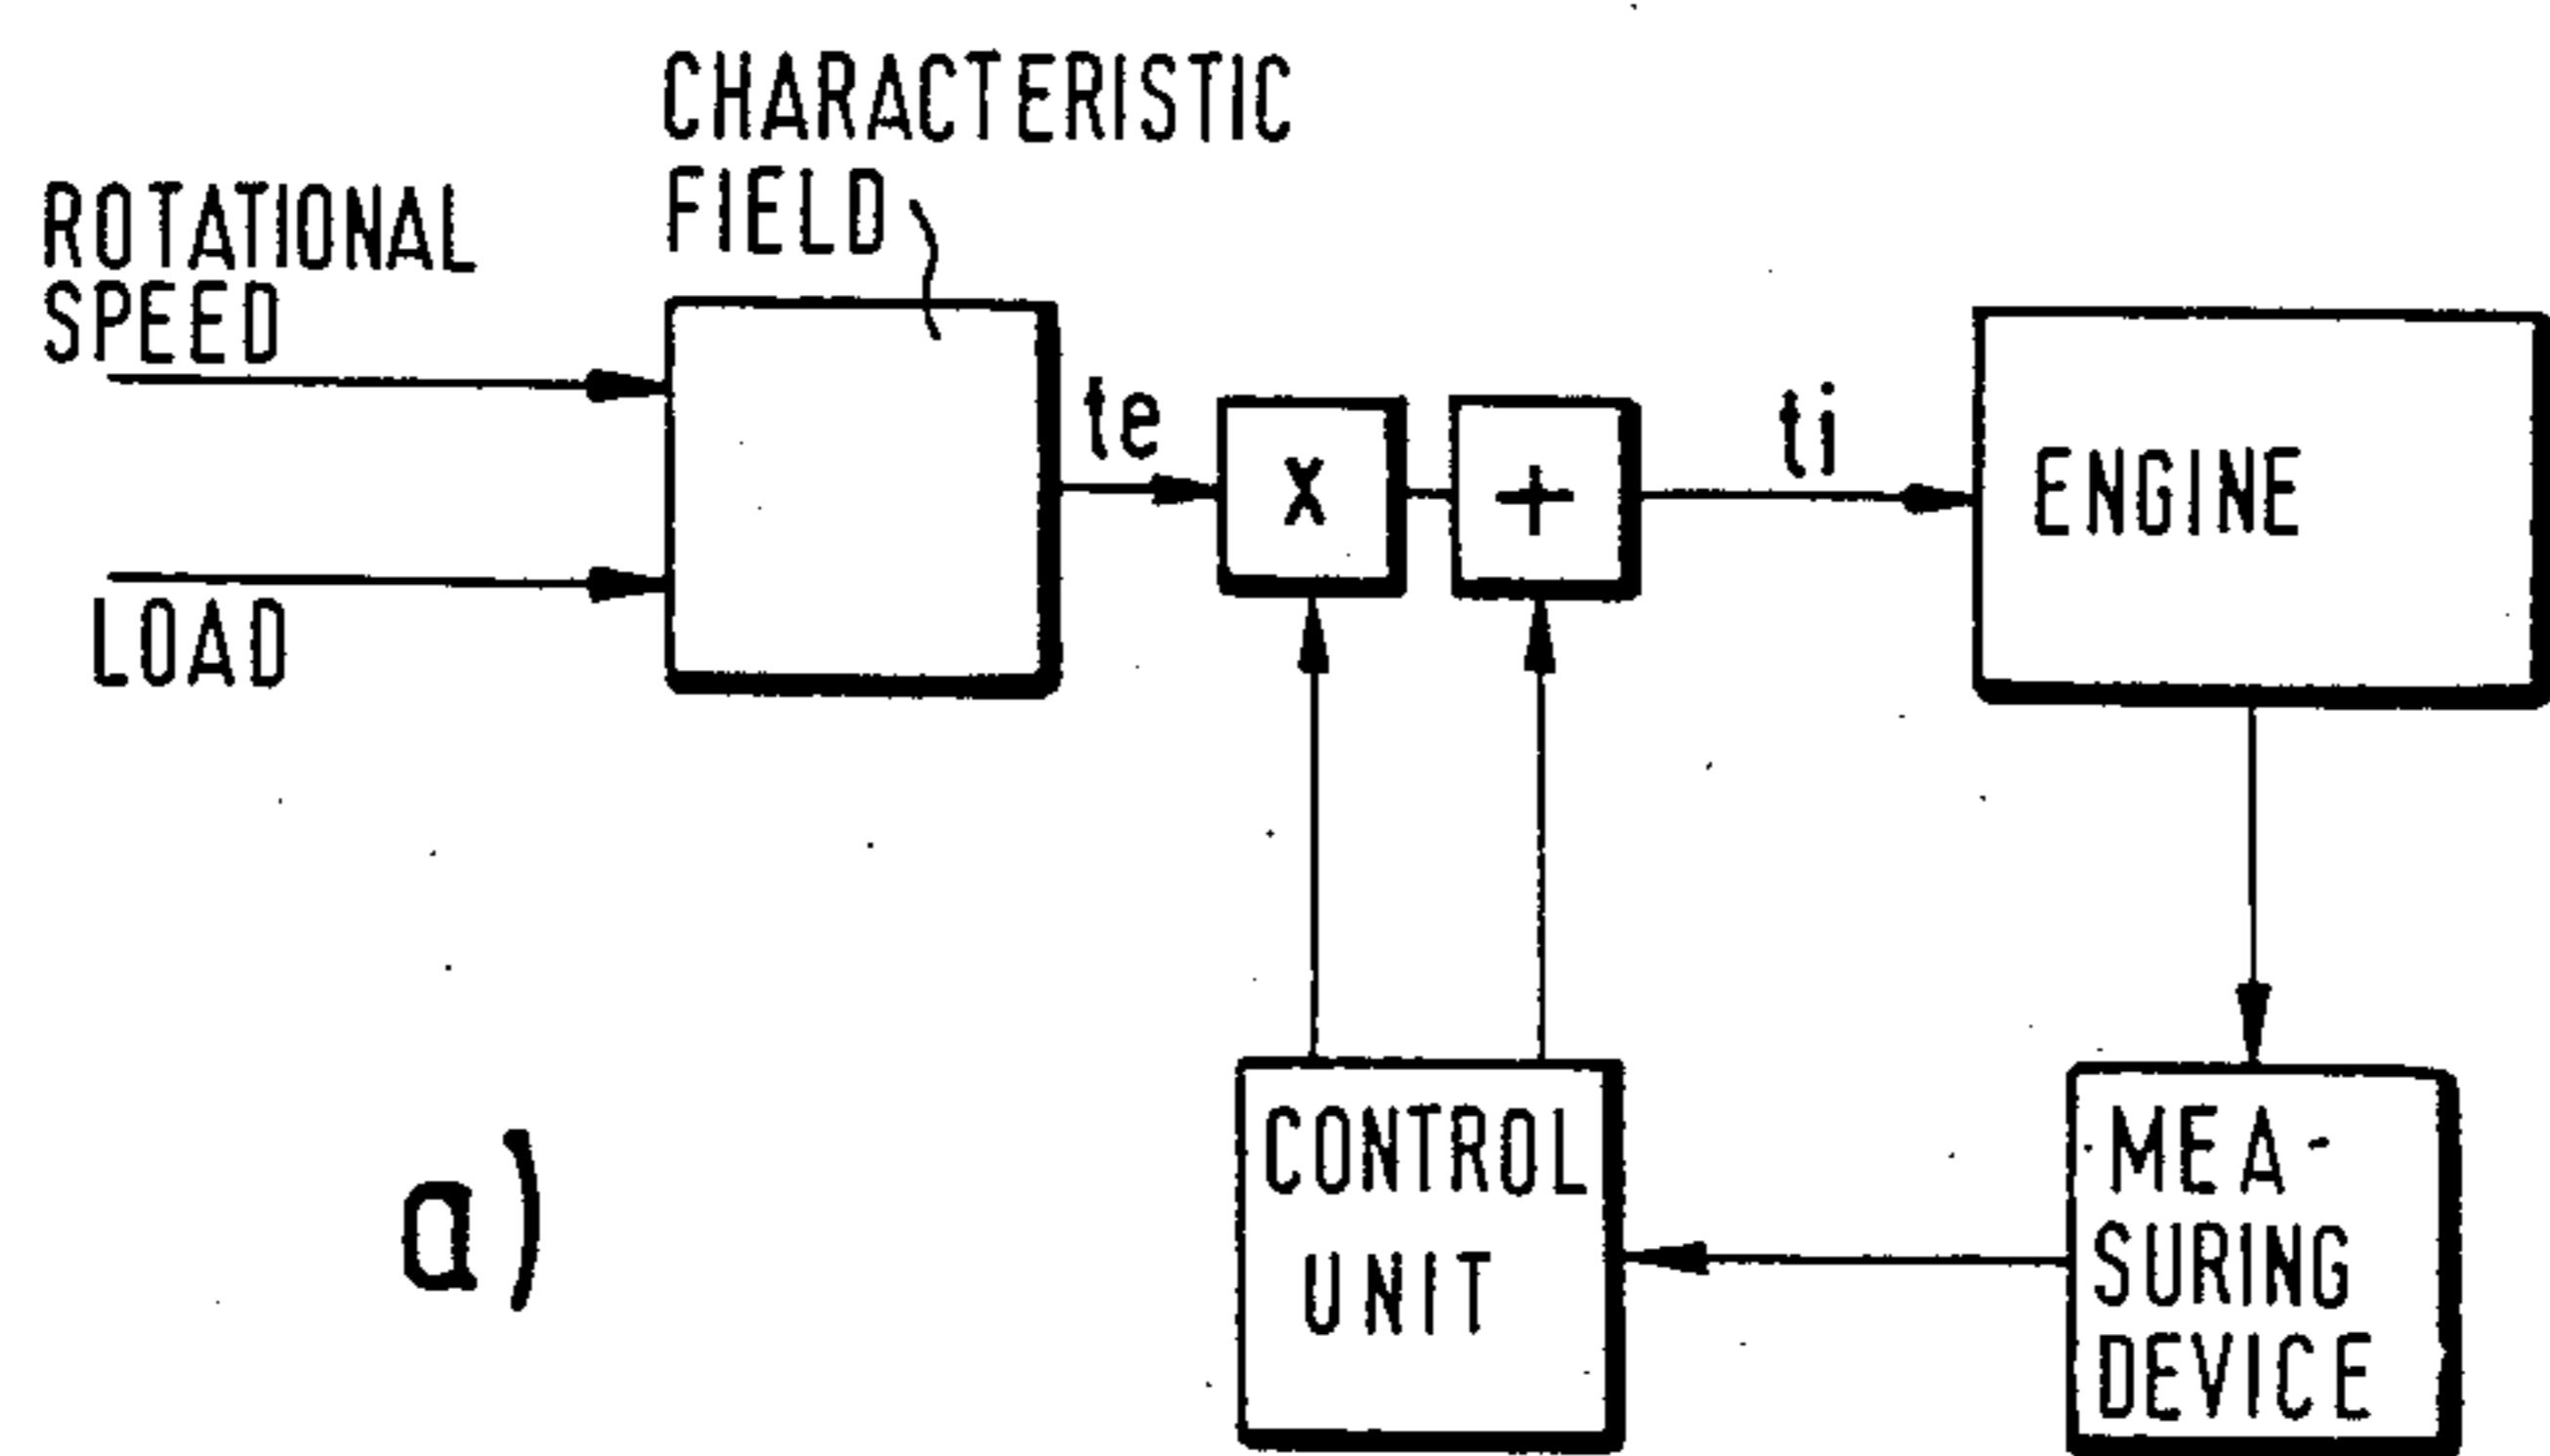 CHARACTERISTIC
FIELD
ROTATIONAL
SPEED
LOAD
te
x
+
ti
ENGINE
CONTROL
UNIT
MEA-
SURING
DEVICE
a)